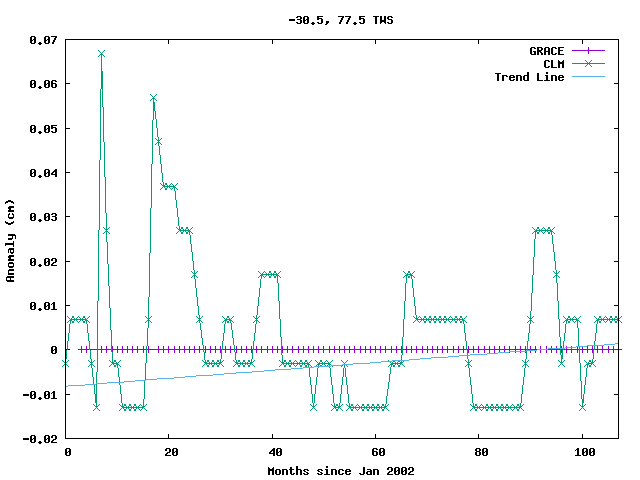 -30.5, 77.5 TWS
GRACE
CLM
Trend Line
0.07
0.06
0.05
0.04
0.03
0.02
0.01
0
-0.01
-0.02
Anomaly (cm)
0 20 40 60 80 100
Months since Jan 2002